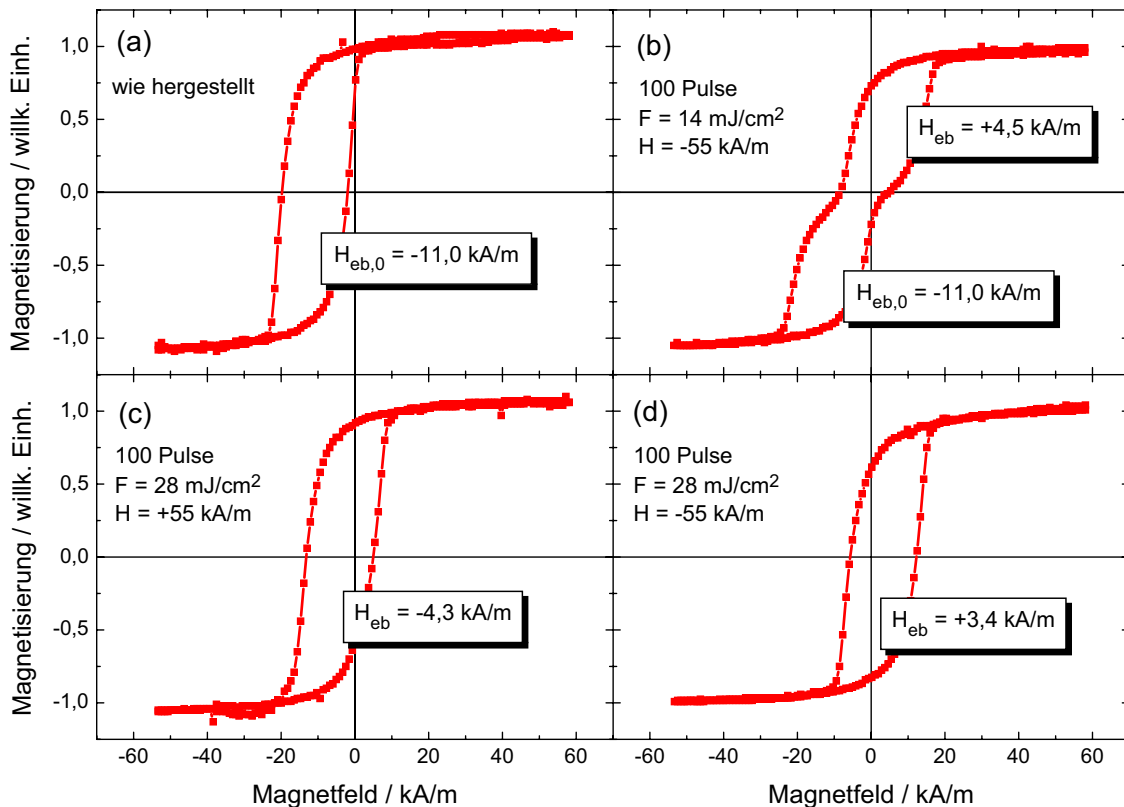 (a)
wie hergestellt
H_eb,0 = -11,0 kA/m
(b)
100 Pulse
F = 14 mJ/cm²
H = -55 kA/m
H_eb = +4,5 kA/m
H_eb,0 = -11,0 kA/m
1,0
0,5
0,0
-0,5
-1,0
Magnetisierung / willk. Einh.
(c)
100 Pulse
F = 28 mJ/cm²
H = +55 kA/m
H_eb = -4,3 kA/m
(d)
100 Pulse
F = 28 mJ/cm²
H = -55 kA/m
H_eb = +3,4 kA/m
1,0
0,5
0,0
-0,5
-1,0
Magnetisierung / willk. Einh.
-60 -40 -20 0 20 40 60
-60 -40 -20 0 20 40 60
Magnetfeld / kA/m
Magnetfeld / kA/m